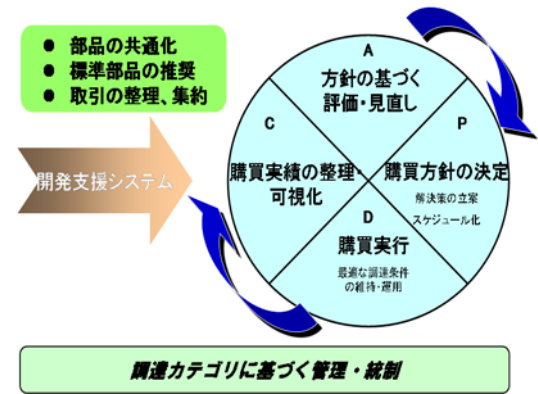 ● 部品の共通化
● 標準部品の推奨
● 取引の整理、集約
開発支援システム
A
方針の基づく
評価・見直し
P
購買方針の決定
解決策の立案
スケジュール化
D
購買実行
最適な調達条件
の維持・運用
C
購買実績の整理・
可視化
調達カテゴリに基づく管理・統制